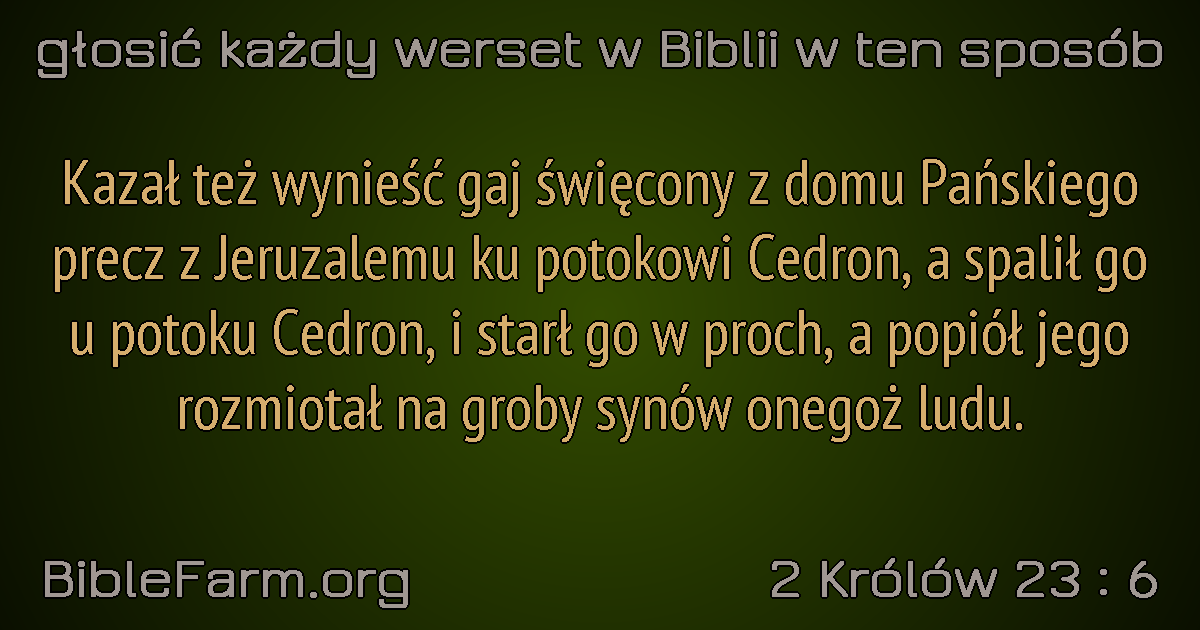 głosić każdy werset w Biblii w ten sposób
Kazał też wynieść gaj święcony z domu Pańskiego
precz z Jeruzalemu ku potokowi Cedron, a spalił go
u potoku Cedron, i starł go w proch, a popiół jego
rozmiotał na groby synów onegoż ludu.
BibleFarm.org
2 Królów 23 : 6